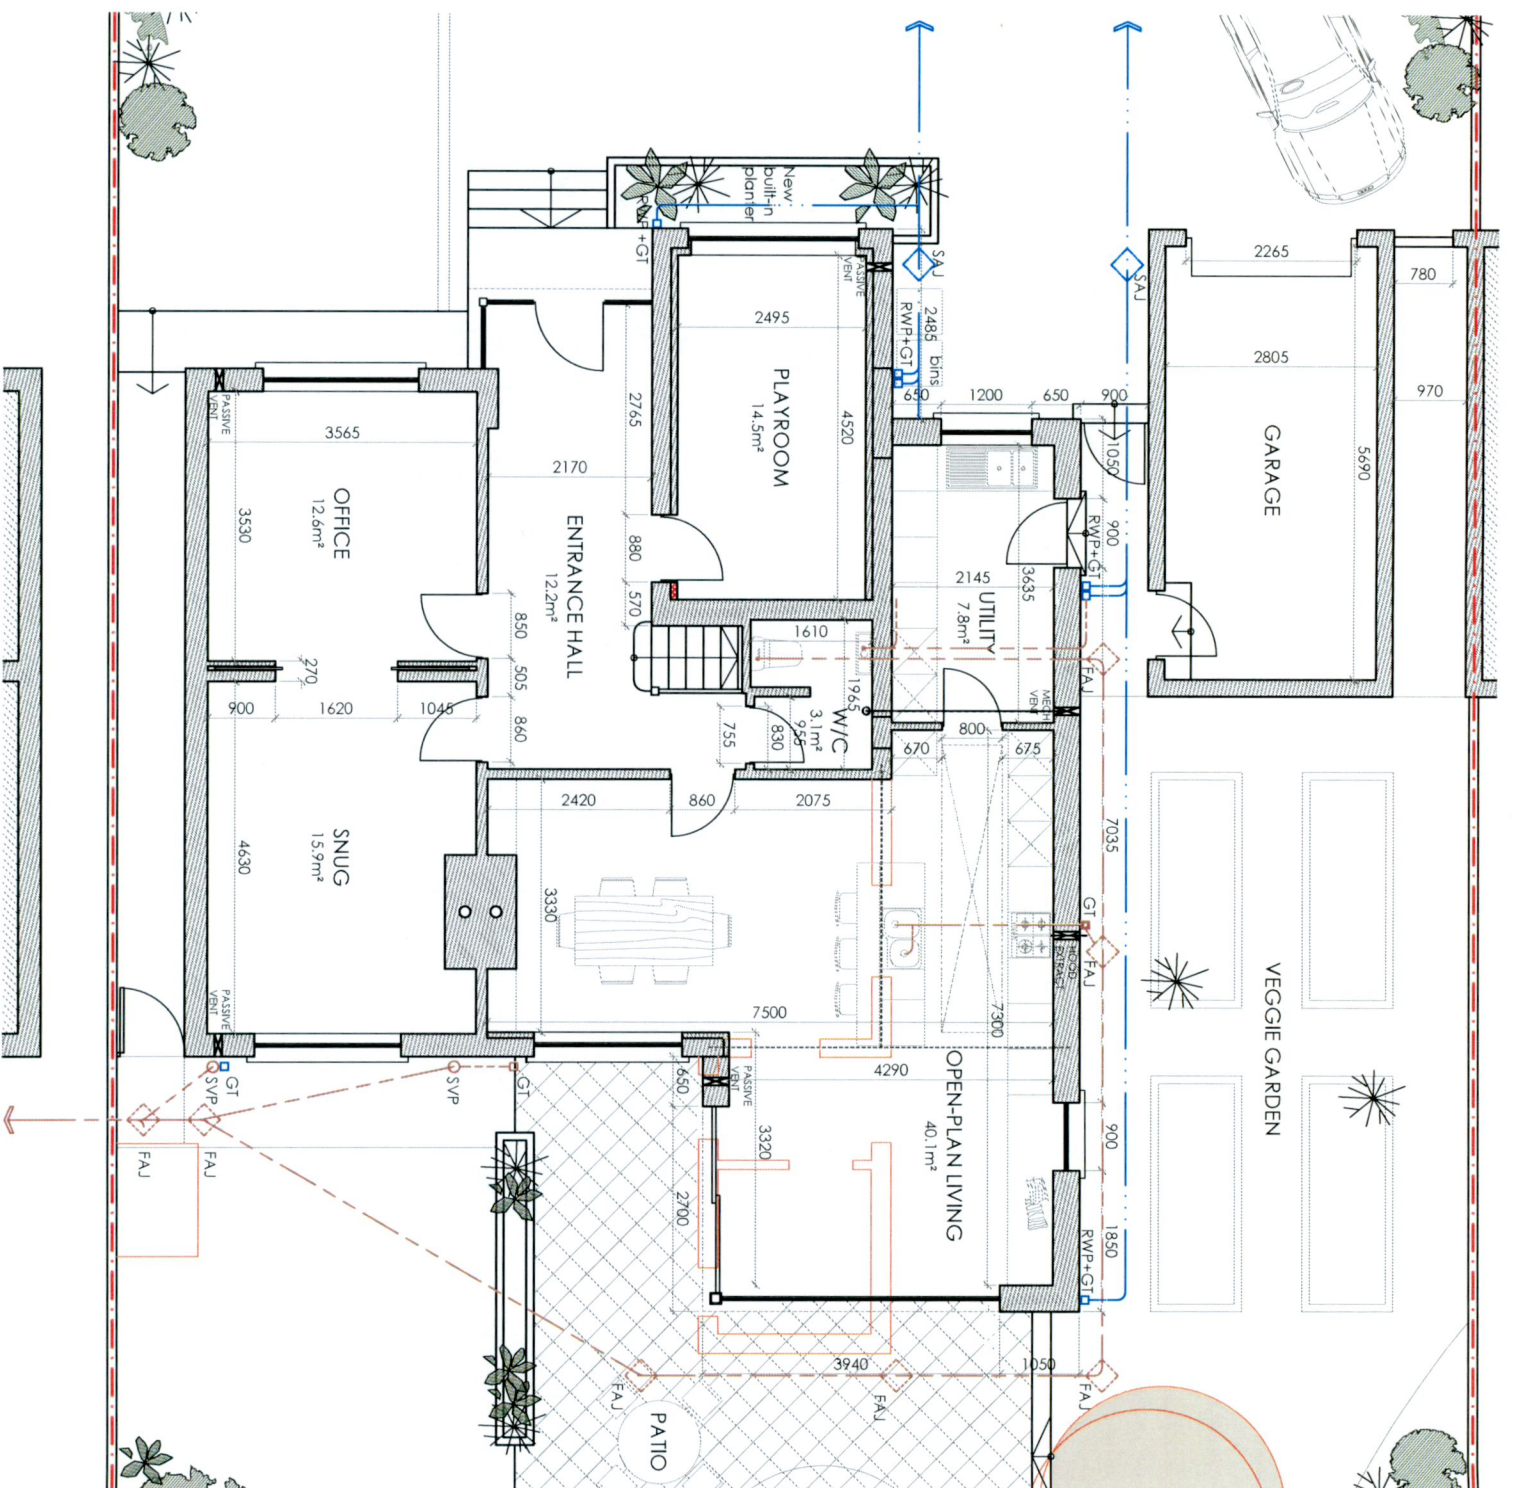 New
built-in
planter
RWP+GT
SAJ
SAJ
PASSIVE
VENT
2485 bins
RWP+GT
2265
780
2495
2805
970
650
1200
650
900
PLAYROOM
14.5m²
4520
2765
GARAGE
5690
PASSIVE
VENT
3565
2170
1050
OFFICE
12.6m²
3530
ENTRANCE HALL
12.2m²
880
900
RWP+GT
2145
3635
UTILITY
7.8m²
570
850
1610
270
505
1965
FAJ
MECH
VENT
900
1620
1045
860
755
830
955
W/C
3.1m²
670
800
675
2420
860
2075
7035
SNUG
15.9m²
4630
3330
GT
FAJ
HOOD
EXTRACT
VEGGIE GARDEN
7500
7300
PASSIVE
VENT
SVP
GT
SVP
GT
650
PASSIVE
VENT
4290
OPEN-PLAN LIVING
40.1m²
900
3320
2700
1850
RWP+GT
FAJ
FAJ
3940
1050
FAJ
FAJ
FAJ
PATIO